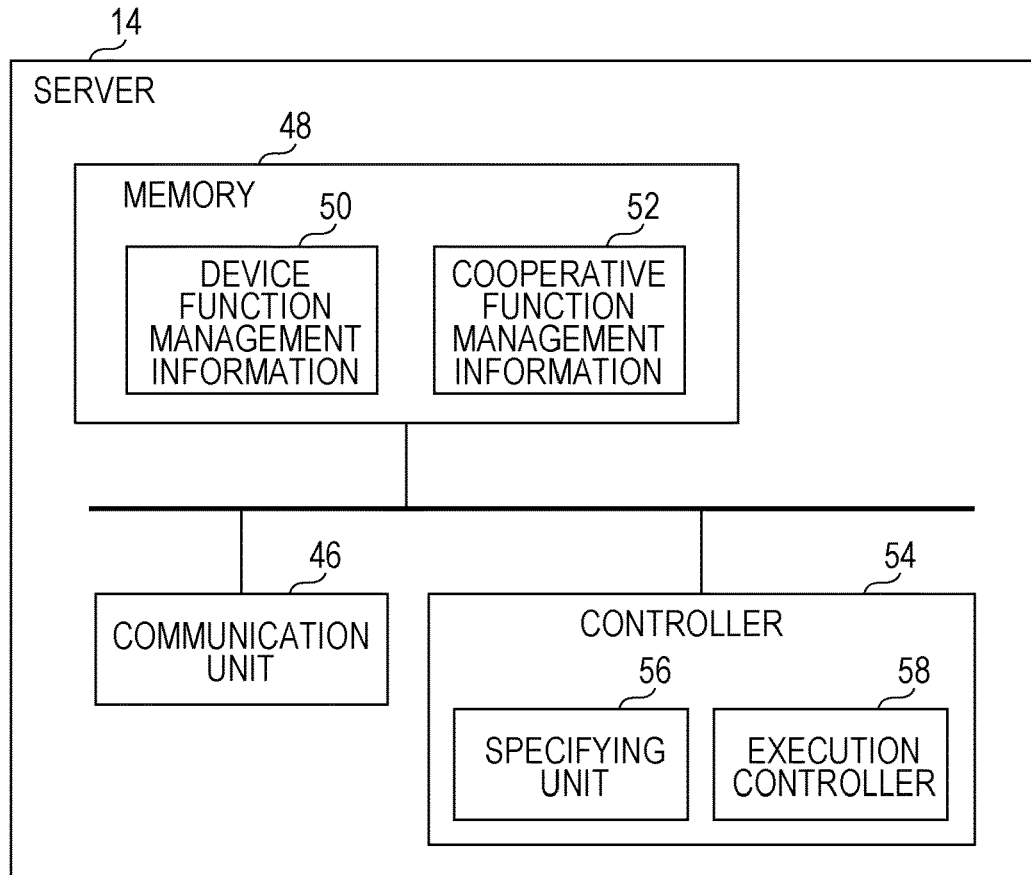 14
SERVER
48
MEMORY
50
52
DEVICE
FUNCTION
MANAGEMENT
INFORMATION
COOPERATIVE
FUNCTION
MANAGEMENT
INFORMATION
46
COMMUNICATION
UNIT
54
CONTROLLER
56
58
SPECIFYING
UNIT
EXECUTION
CONTROLLER